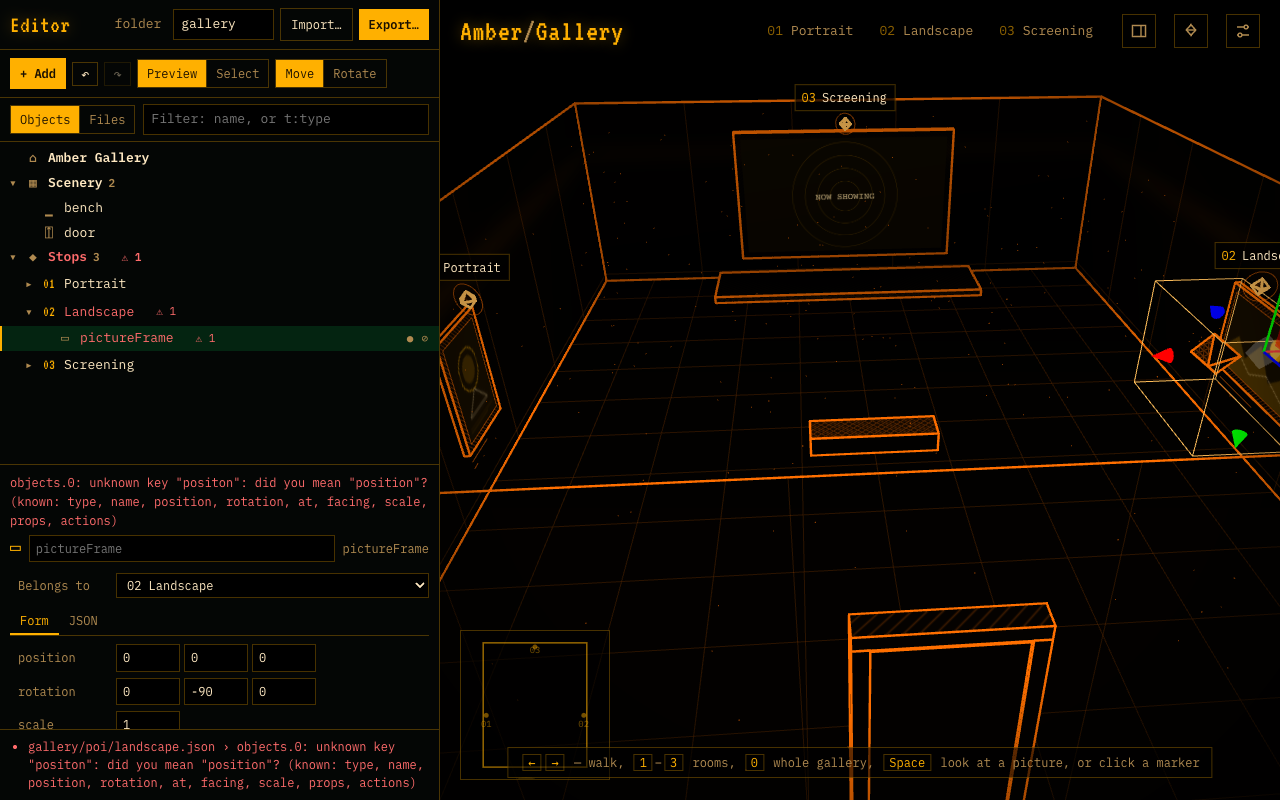 Editor
folder
gallery
Import…
Export…
+ Add
Preview
Select
Move
Rotate
Objects
Files
Filter: name, or t:type
Amber Gallery
Scenery 2
bench
door
Stops 3 ⚠ 1
01 Portrait
02 Landscape ⚠ 1
pictureFrame ⚠ 1
03 Screening
objects.0: unknown key "positon": did you mean "position"?
(known: type, name, position, rotation, at, facing, scale,
props, actions)
pictureFrame
pictureFrame
Belongs to
02 Landscape
Form
JSON
position
0
0
0
rotation
0
-90
0
scale
1
• gallery/poi/landscape.json › objects.0: unknown key
"positon": did you mean "position"? (known: type, name,
position, rotation, at, facing, scale, props, actions)
Amber/Gallery
01 Portrait
02 Landscape
03 Screening
03 Screening
NOW SHOWING
Portrait
02 Landsc
03
01
02
← → — walk, 1 – 3 rooms, 0 whole gallery, Space look at a picture, or click a marker